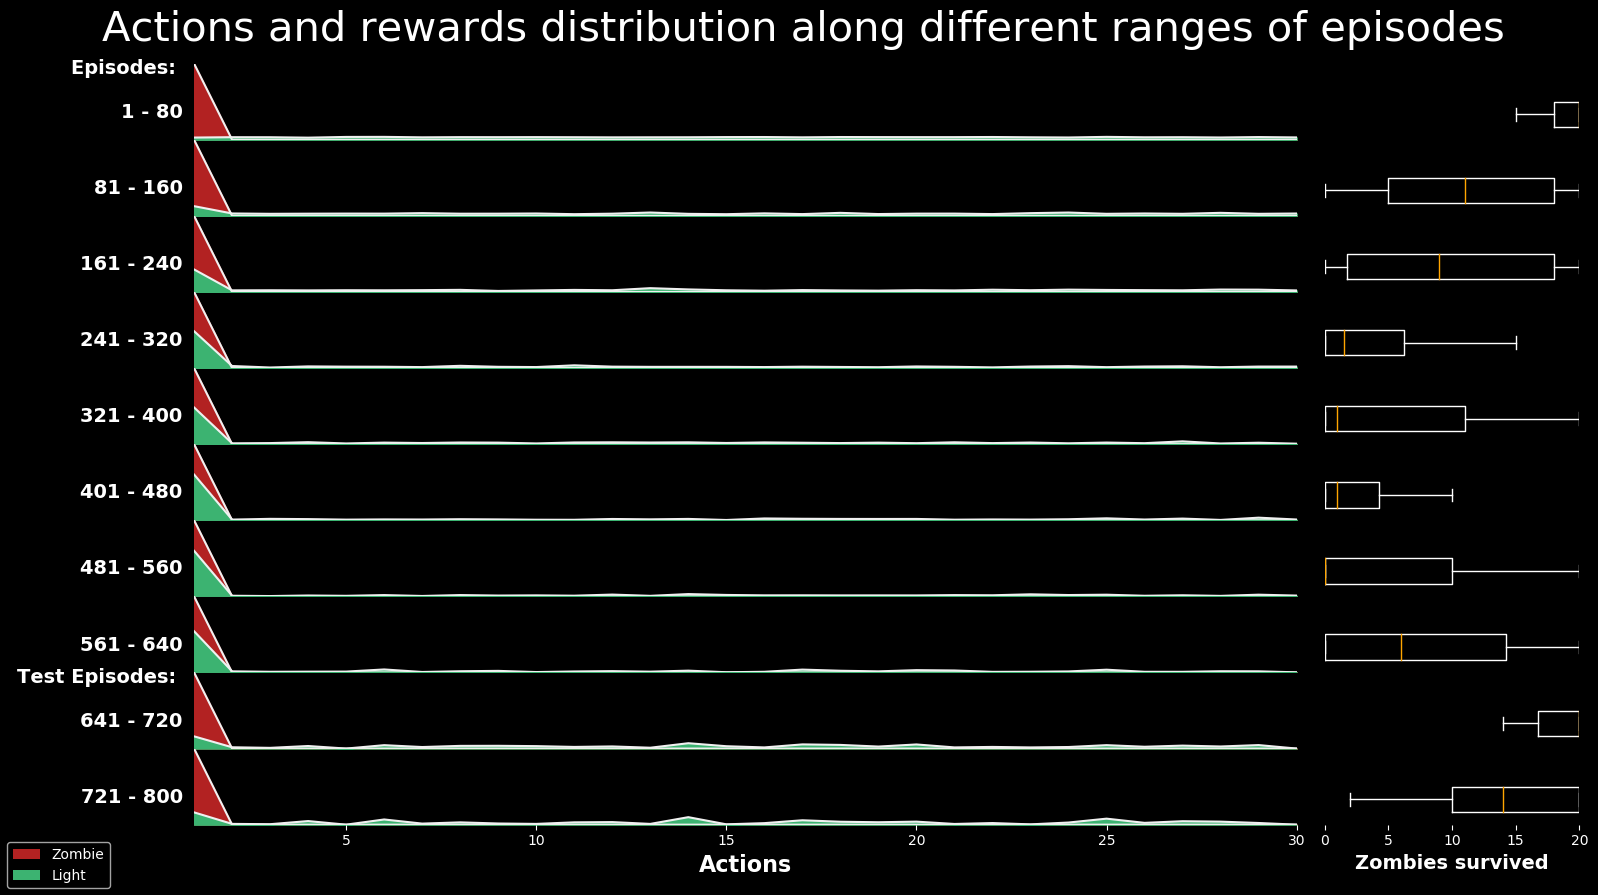 Actions and rewards distribution along different ranges of episodes
Episodes:
1 - 80
81 - 160
161 - 240
241 - 320
321 - 400
401 - 480
481 - 560
561 - 640
Test Episodes:
641 - 720
721 - 800
5 10 15 20 25 30
0 5 10 15 20
Actions
Zombies survived
Zombie
Light